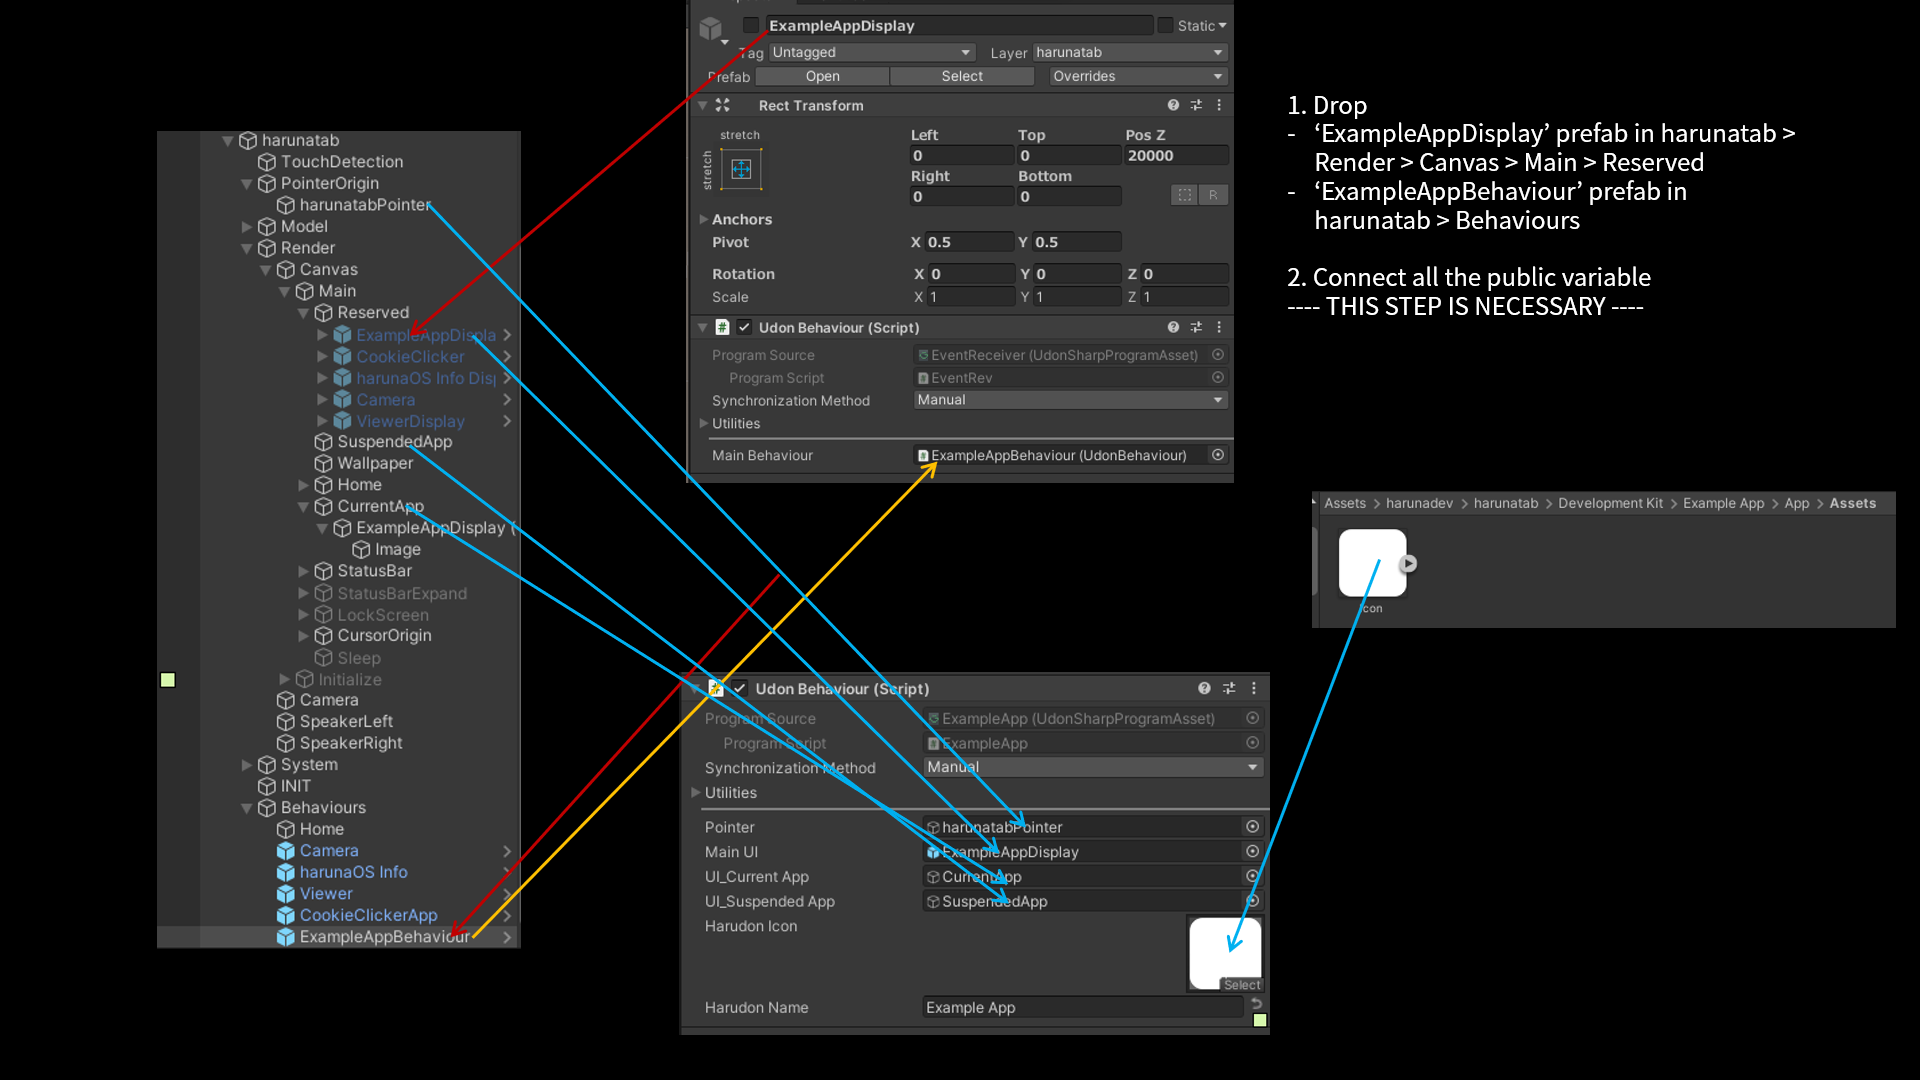 harunatab
TouchDetection
PointerOrigin
harunatabPointer
Model
Render
Canvas
Main
Reserved
ExampleAppDispla
CookieClicker
harunaOS Info Disp
Camera
ViewerDisplay
SuspendedApp
Wallpaper
Home
CurrentApp
ExampleAppDisplay (
Image
StatusBar
StatusBarExpand
LockScreen
CursorOrigin
Sleep
Initialize
Camera
SpeakerLeft
SpeakerRight
System
INIT
Behaviours
Home
Camera
harunaOS Info
Viewer
CookieClickerApp
ExampleAppBehaviour
ExampleAppDisplay Static
Tag Untagged Layer harunatab
Prefab Open Select Overrides
Rect Transform
stretch
stretch
Left Top Pos Z
0 0 20000
Right Bottom
0 0 R
Anchors
Pivot X 0.5 Y 0.5
Rotation X 0 Y 0 Z 0
Scale X 1 Y 1 Z 1
# Udon Behaviour (Script)
Program Source EventReceiver (UdonSharpProgramAsset)
Program Script EventRev
Synchronization Method Manual
Utilities
Main Behaviour ExampleAppBehaviour (UdonBehaviour)
# Udon Behaviour (Script)
Program Source ExampleApp (UdonSharpProgramAsset)
Program Script ExampleApp
Synchronization Method Manual
Utilities
Pointer harunatabPointer
Main UI ExampleAppDisplay
UI_Current App CurrentApp
UI_Suspended App SuspendedApp
Harudon Icon
Select
Harudon Name Example App
1. Drop
- ‘ExampleAppDisplay’ prefab in harunatab >
Render > Canvas > Main > Reserved
- ‘ExampleAppBehaviour’ prefab in
harunatab > Behaviours
2. Connect all the public variable
---- THIS STEP IS NECESSARY ----
Assets > harunadev > harunatab > Development Kit > Example App > App > Assets
icon